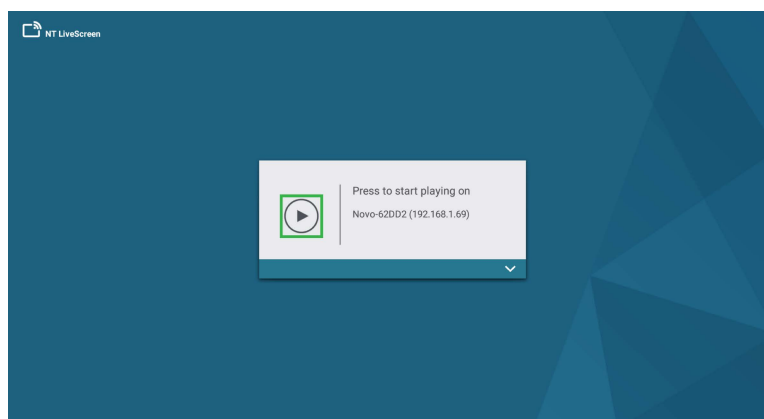 NT LiveScreen
Press to start playing on
Novo-62DD2 (192.168.1.69)